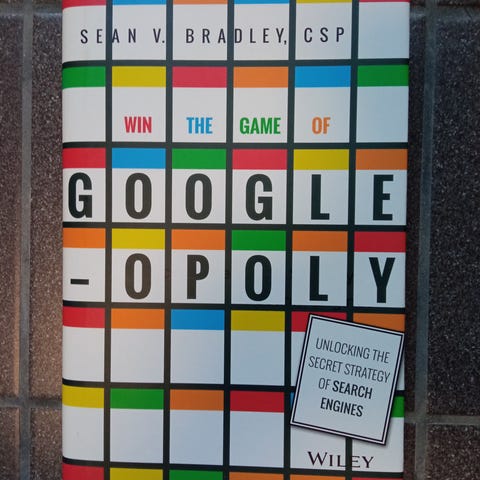 SEAN V. BRADLEY, CSP
WIN THE GAME OF
GOOGLE
-OPOLY
UNLOCKING THE
SECRET STRATEGY
OF SEARCH
ENGINES
WILEY